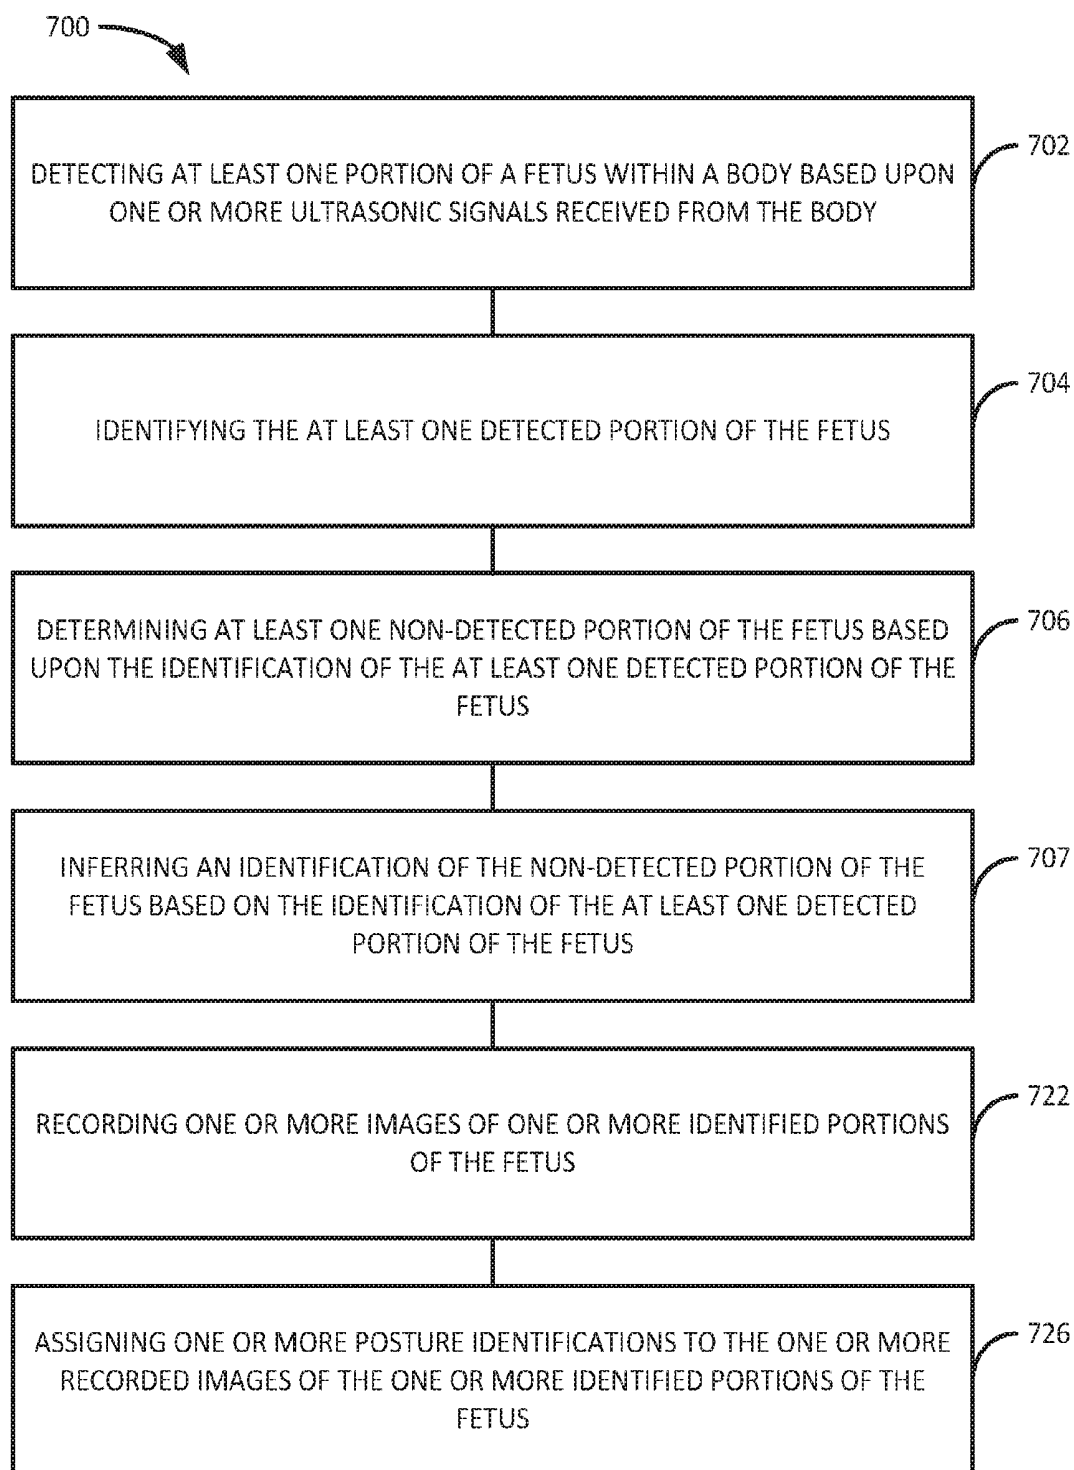 700
DETECTING AT LEAST ONE PORTION OF A FETUS WITHIN A BODY BASED UPON
ONE OR MORE ULTRASONIC SIGNALS RECEIVED FROM THE BODY
702
IDENTIFYING THE AT LEAST ONE DETECTED PORTION OF THE FETUS
704
DETERMINING AT LEAST ONE NON-DETECTED PORTION OF THE FETUS BASED
UPON THE IDENTIFICATION OF THE AT LEAST ONE DETECTED PORTION OF THE
FETUS
706
INFERRING AN IDENTIFICATION OF THE NON-DETECTED PORTION OF THE
FETUS BASED ON THE IDENTIFICATION OF THE AT LEAST ONE DETECTED
PORTION OF THE FETUS
707
RECORDING ONE OR MORE IMAGES OF ONE OR MORE IDENTIFIED PORTIONS
OF THE FETUS
722
ASSIGNING ONE OR MORE POSTURE IDENTIFICATIONS TO THE ONE OR MORE
RECORDED IMAGES OF THE ONE OR MORE IDENTIFIED PORTIONS OF THE
FETUS
726